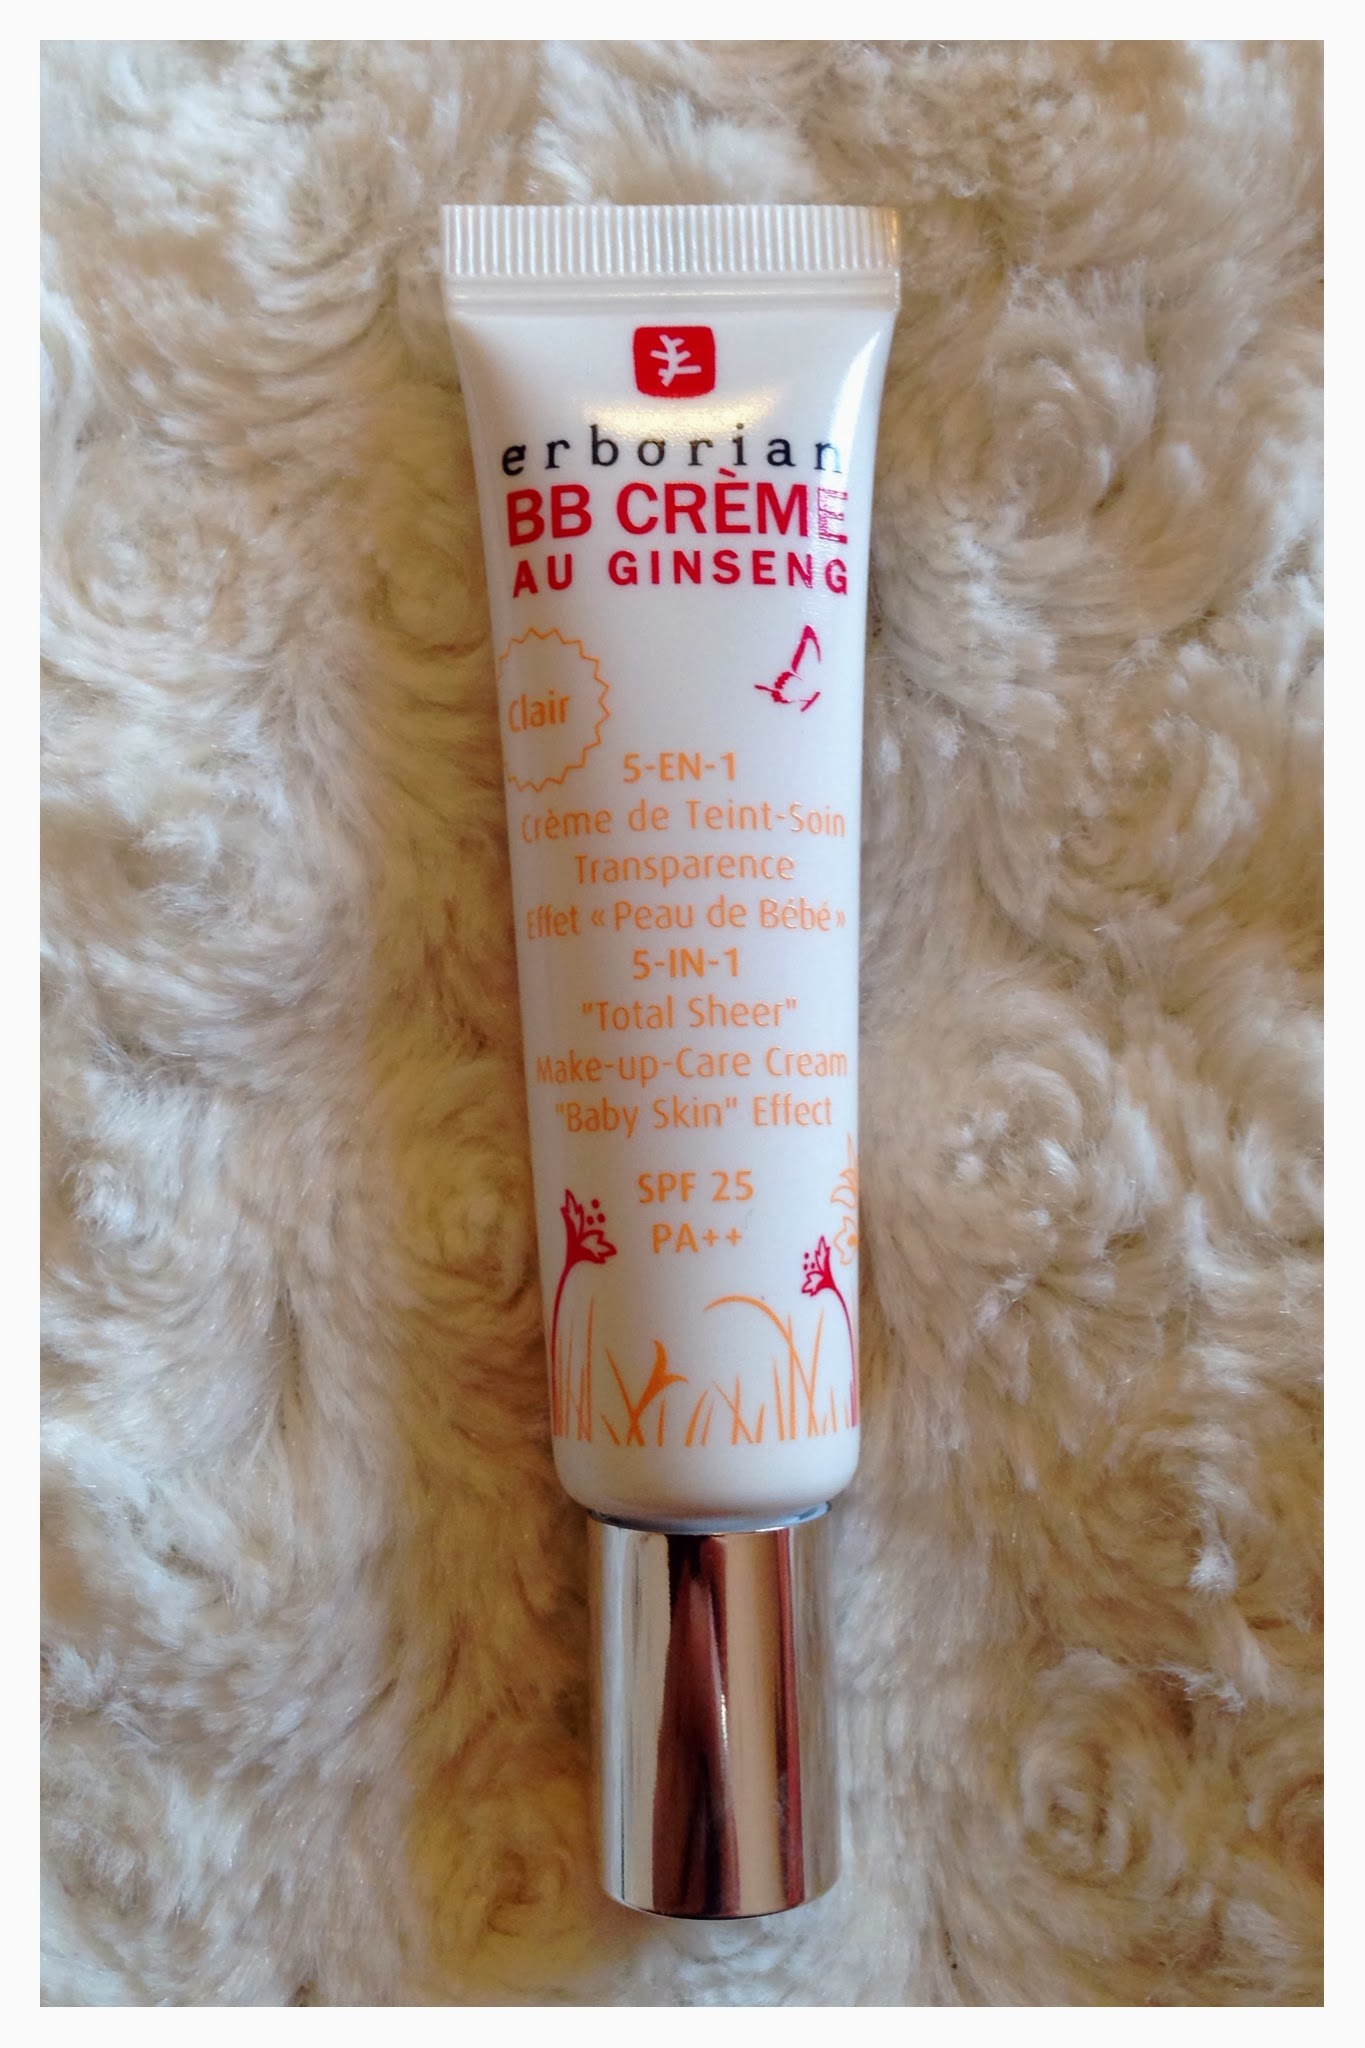 erborian
BB CRÈME
AU GINSENG
Clair
5-EN-1
Crème de Teint-Soin
Transparence
Effet « Peau de Bébé »
5-IN-1
"Total Sheer"
Make-up-Care Cream
"Baby Skin" Effect
SPF 25
PA++